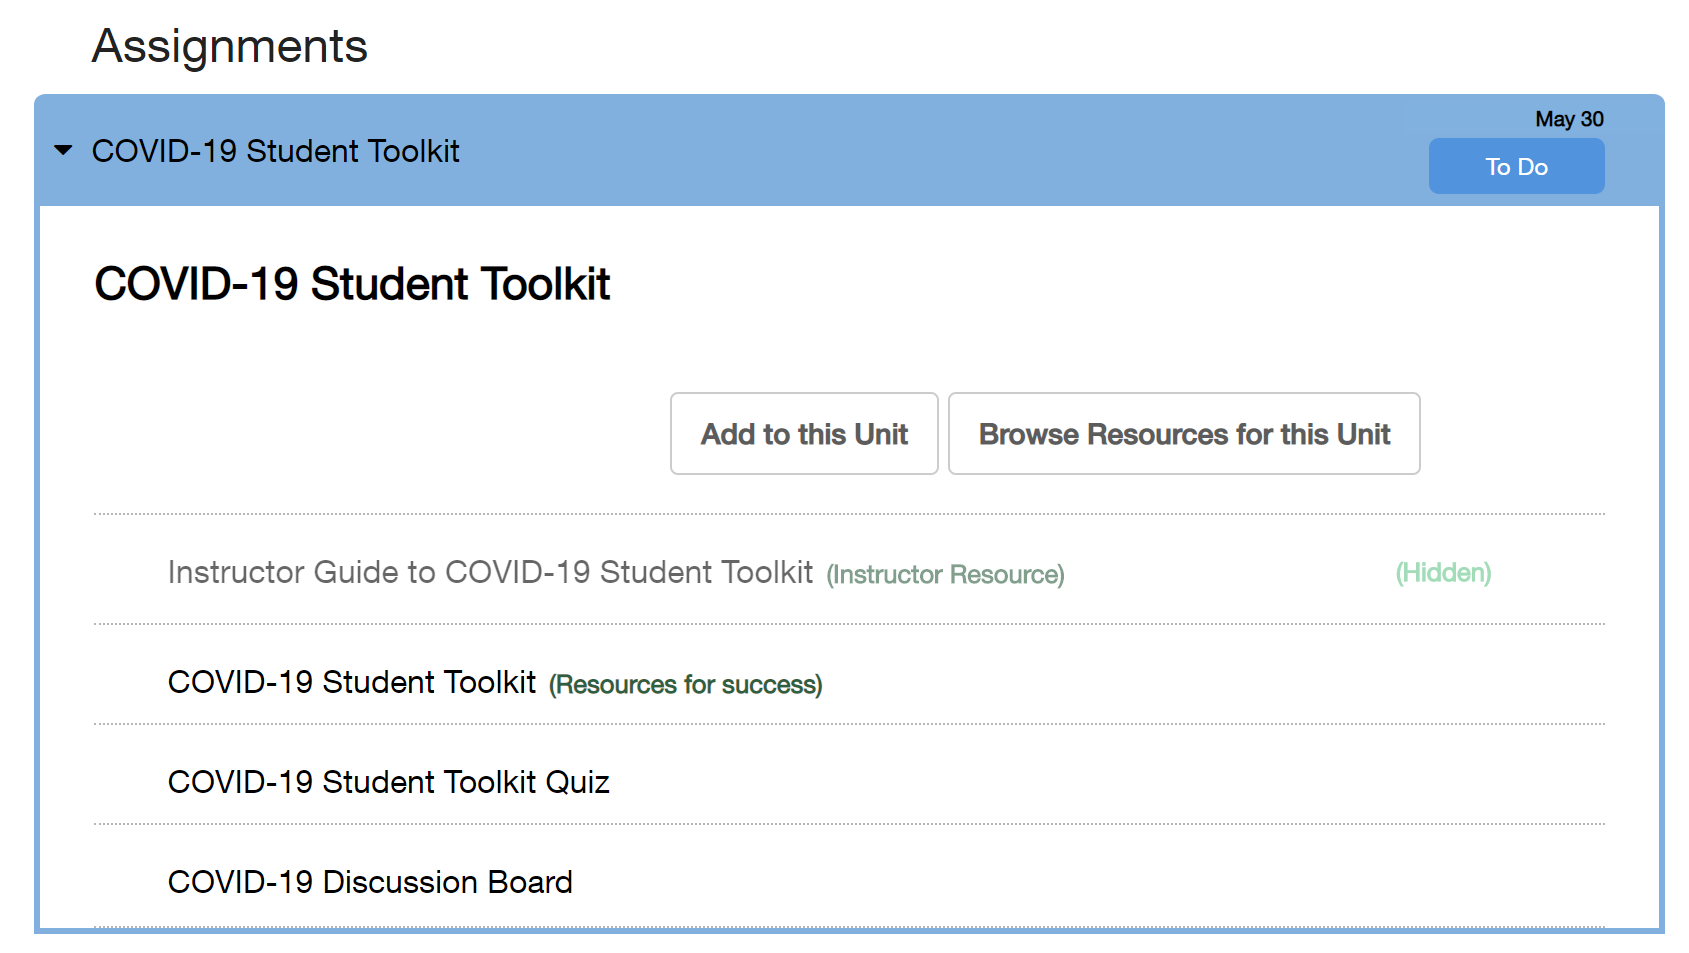 Assignments
May 30
COVID-19 Student Toolkit
To Do
COVID-19 Student Toolkit
Add to this Unit
Browse Resources for this Unit
Instructor Guide to COVID-19 Student Toolkit (Instructor Resource) (Hidden)
COVID-19 Student Toolkit (Resources for success)
COVID-19 Student Toolkit Quiz
COVID-19 Discussion Board